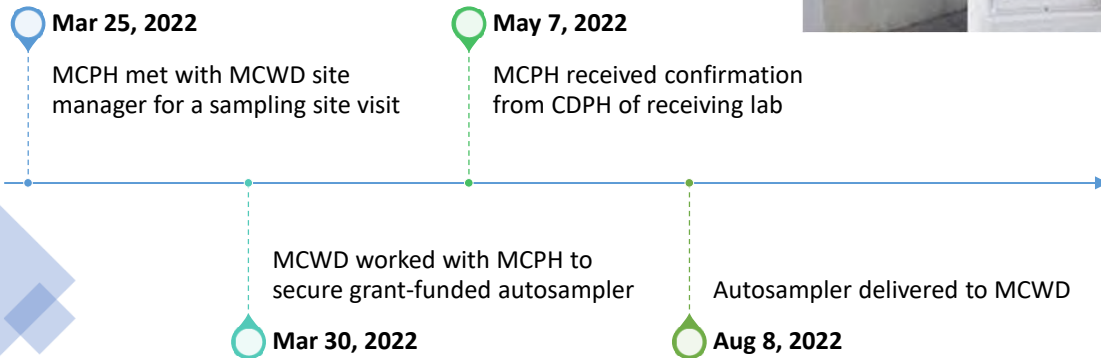 Mar 25, 2022
MCPH met with MCWD site
manager for a sampling site visit
May 7, 2022
MCPH received confirmation
from CDPH of receiving lab
MCWD worked with MCPH to
secure grant-funded autosampler
Mar 30, 2022
Autosampler delivered to MCWD
Aug 8, 2022